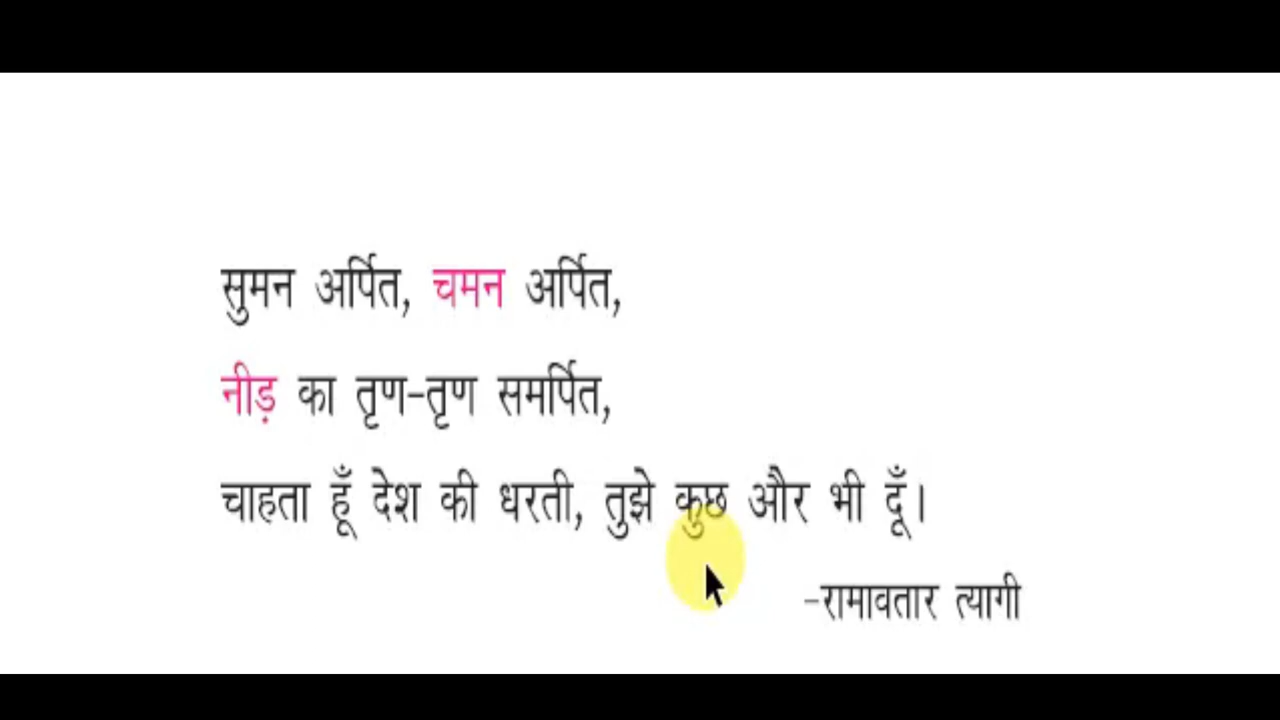 सुमन अर्पित, चमन अर्पित,
नीड़ का तृण-तृण समर्पित,
चाहता हूँ देश की धरती, तुझे कुछ और भी दूँ।
-रामावतार त्यागी